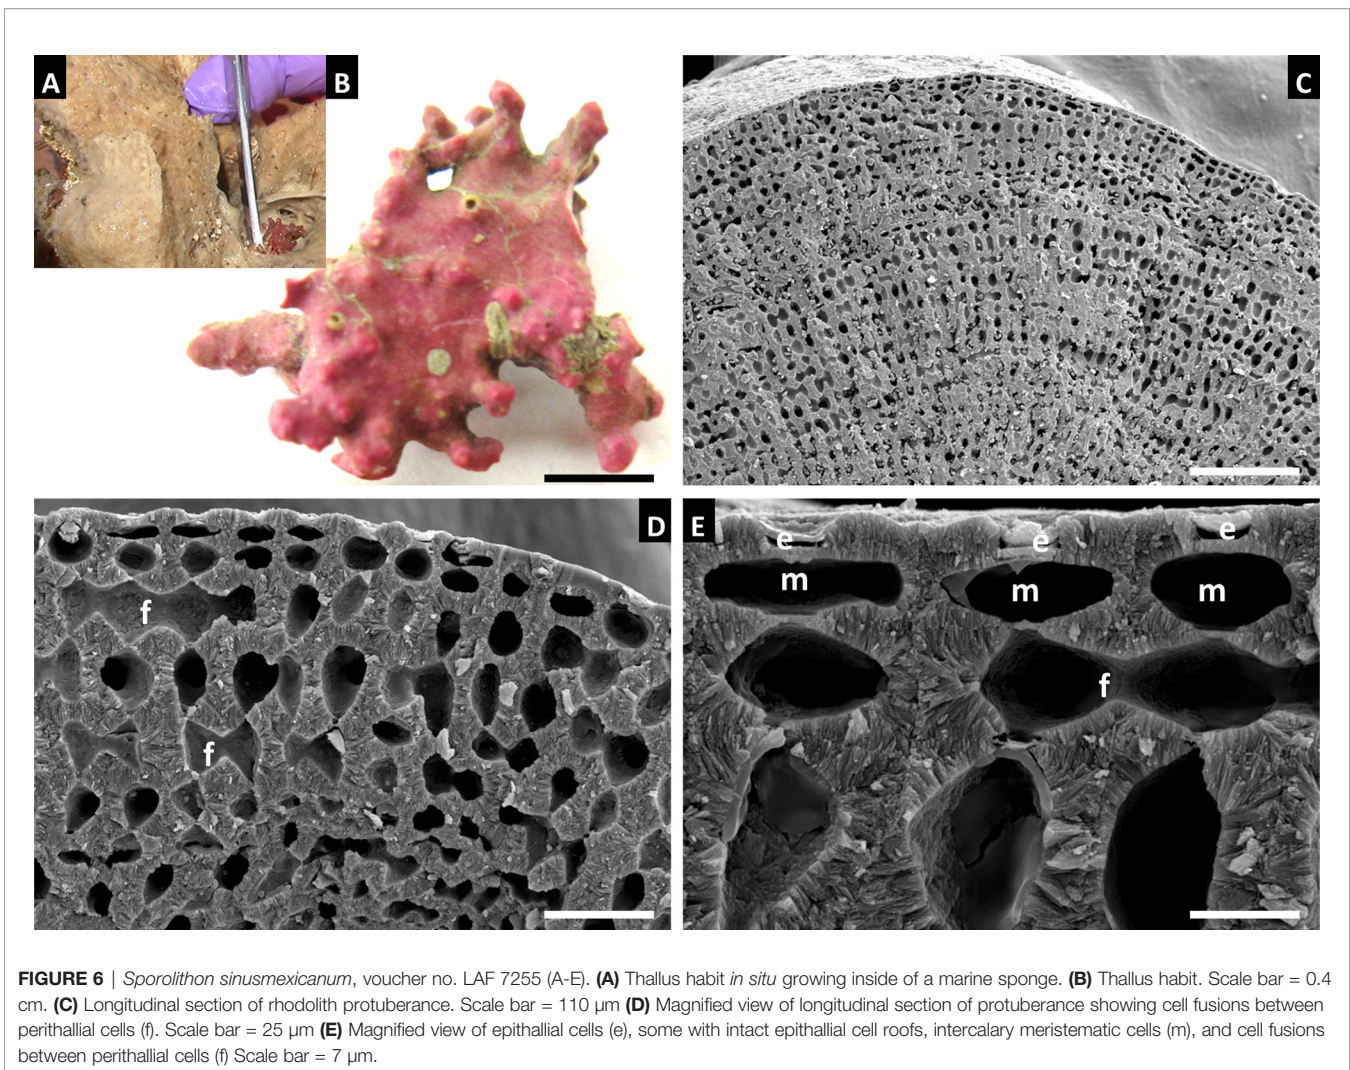 A
B
C
D
f
f
E
e
e
e
m
m
m
f
FIGURE 6 | Sporolithon sinusmexicanum, voucher no. LAF 7255 (A-E). (A) Thallus habit in situ growing inside of a marine sponge. (B) Thallus habit. Scale bar = 0.4
cm. (C) Longitudinal section of rhodolith protuberance. Scale bar = 110 µm (D) Magnified view of longitudinal section of protuberance showing cell fusions between
perithallial cells (f). Scale bar = 25 µm (E) Magnified view of epithallial cells (e), some with intact epithallial cell roofs, intercalary meristematic cells (m), and cell fusions
between perithallial cells (f) Scale bar = 7 µm.